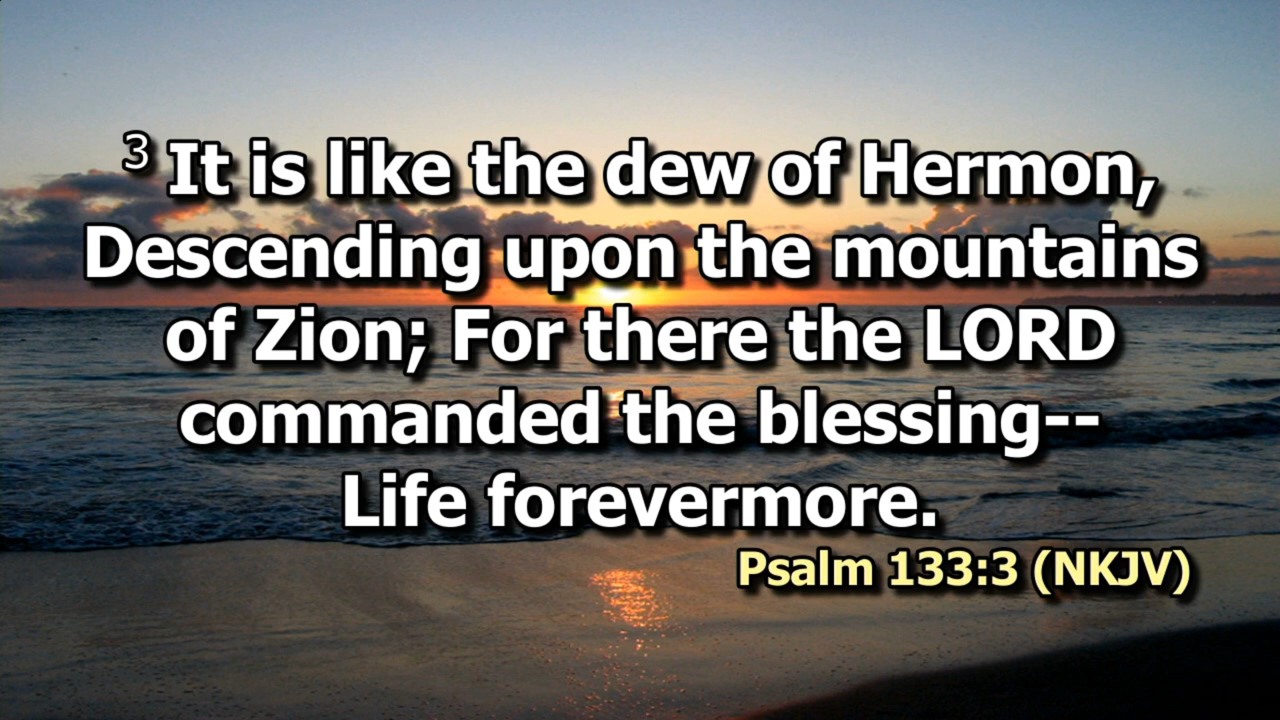 3 It is like the dew of Hermon,
Descending upon the mountains
of Zion; For there the LORD
commanded the blessing--
Life forevermore.
Psalm 133:3 (NKJV)